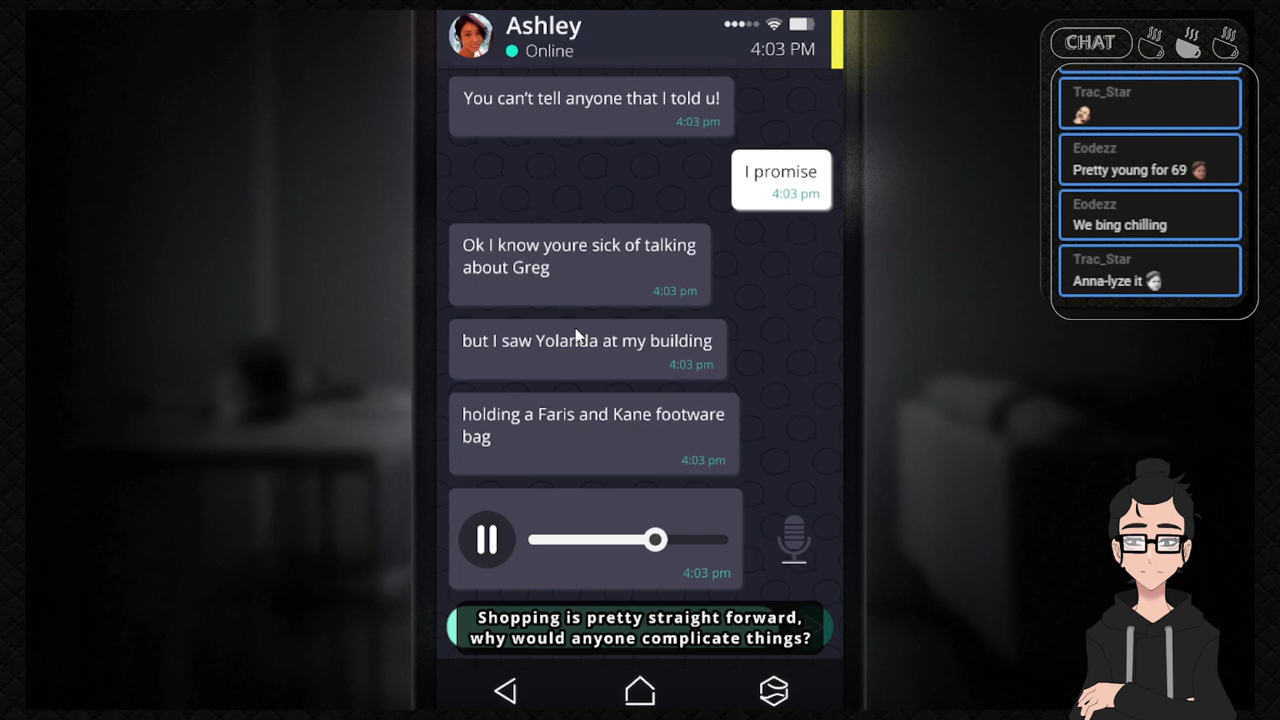 Ashley
Online
4:03 PM
You can't tell anyone that I told u!
4:03 pm
I promise
4:03 pm
Ok I know youre sick of talking
about Greg
4:03 pm
but I saw Yolanda at my building
4:03 pm
holding a Faris and Kane footware
bag
4:03 pm
4:03 pm
Shopping is pretty straight forward,
why would anyone complicate things?
CHAT
Trac_Star
Eodezz
Pretty young for 69
Eodezz
We bing chilling
Trac_Star
Anna-lyze it